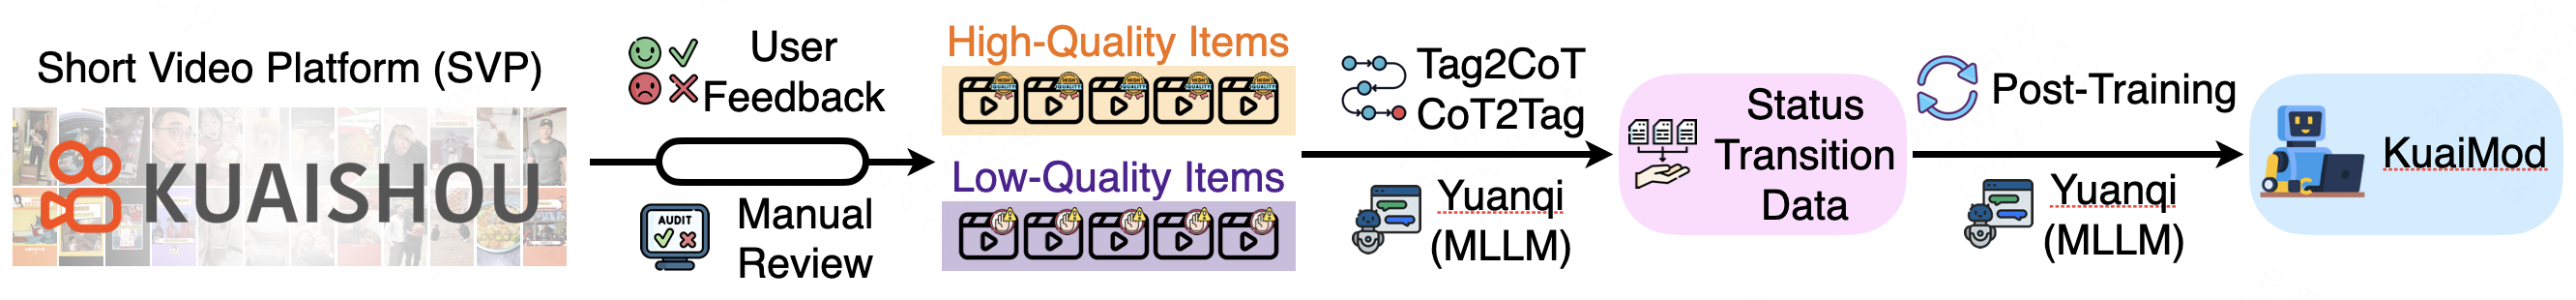 Short Video Platform (SVP)
KUAISHOU
User
Feedback
AUDIT
Manual
Review
High-Quality Items
Low-Quality Items
Tag2CoT
CoT2Tag
Yuanqi
(MLLM)
Status
Transition
Data
Post-Training
Yuanqi
(MLLM)
KuaiMod